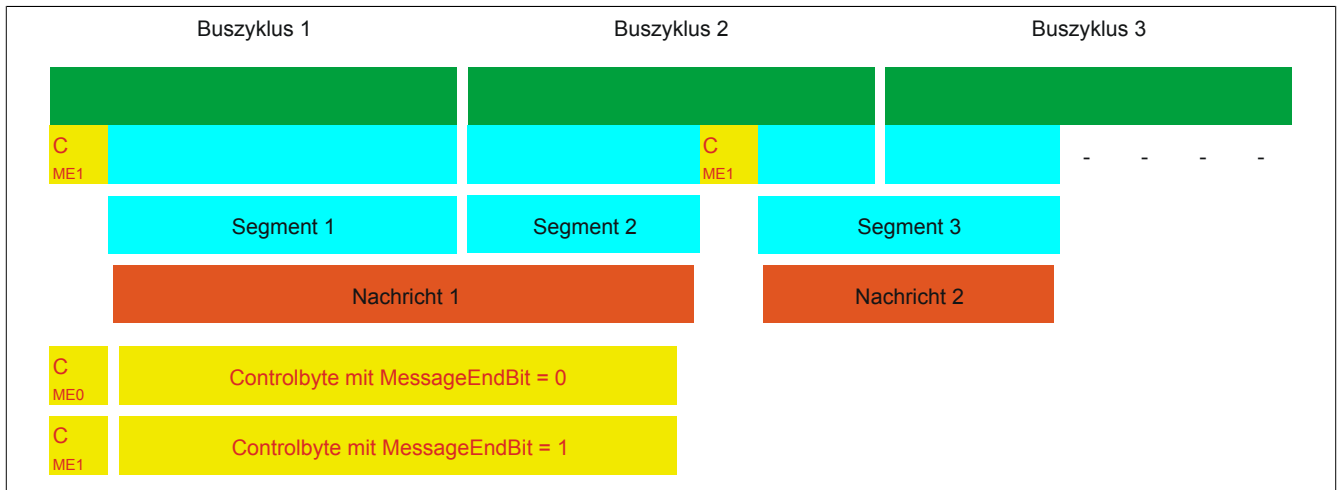 Buszyklus 1 Buszyklus 2 Buszyklus 3
C C
ME1 ME1 - - - -
Segment 1 Segment 2 Segment 3
Nachricht 1 Nachricht 2
C
ME0 Controlbyte mit MessageEndBit = 0
C
ME1 Controlbyte mit MessageEndBit = 1